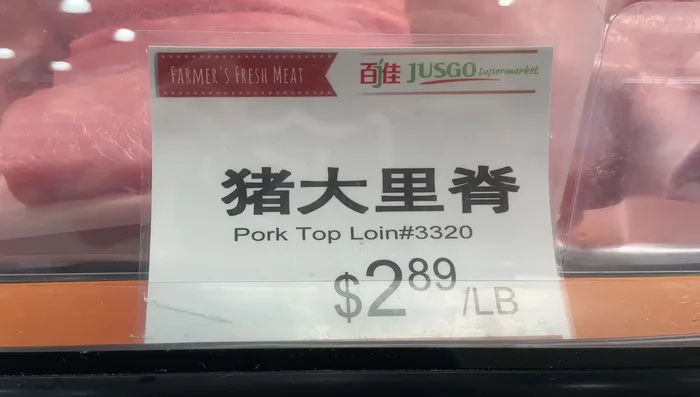 FARMER'S FRESH MEAT
百佳 JUSGO Supermarket
猪大里脊
Pork Top Loin#3320
$2.89/LB